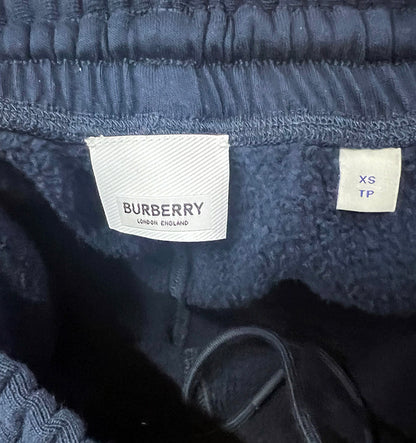 BURBERRY
LONDON ENGLAND
XS
TP